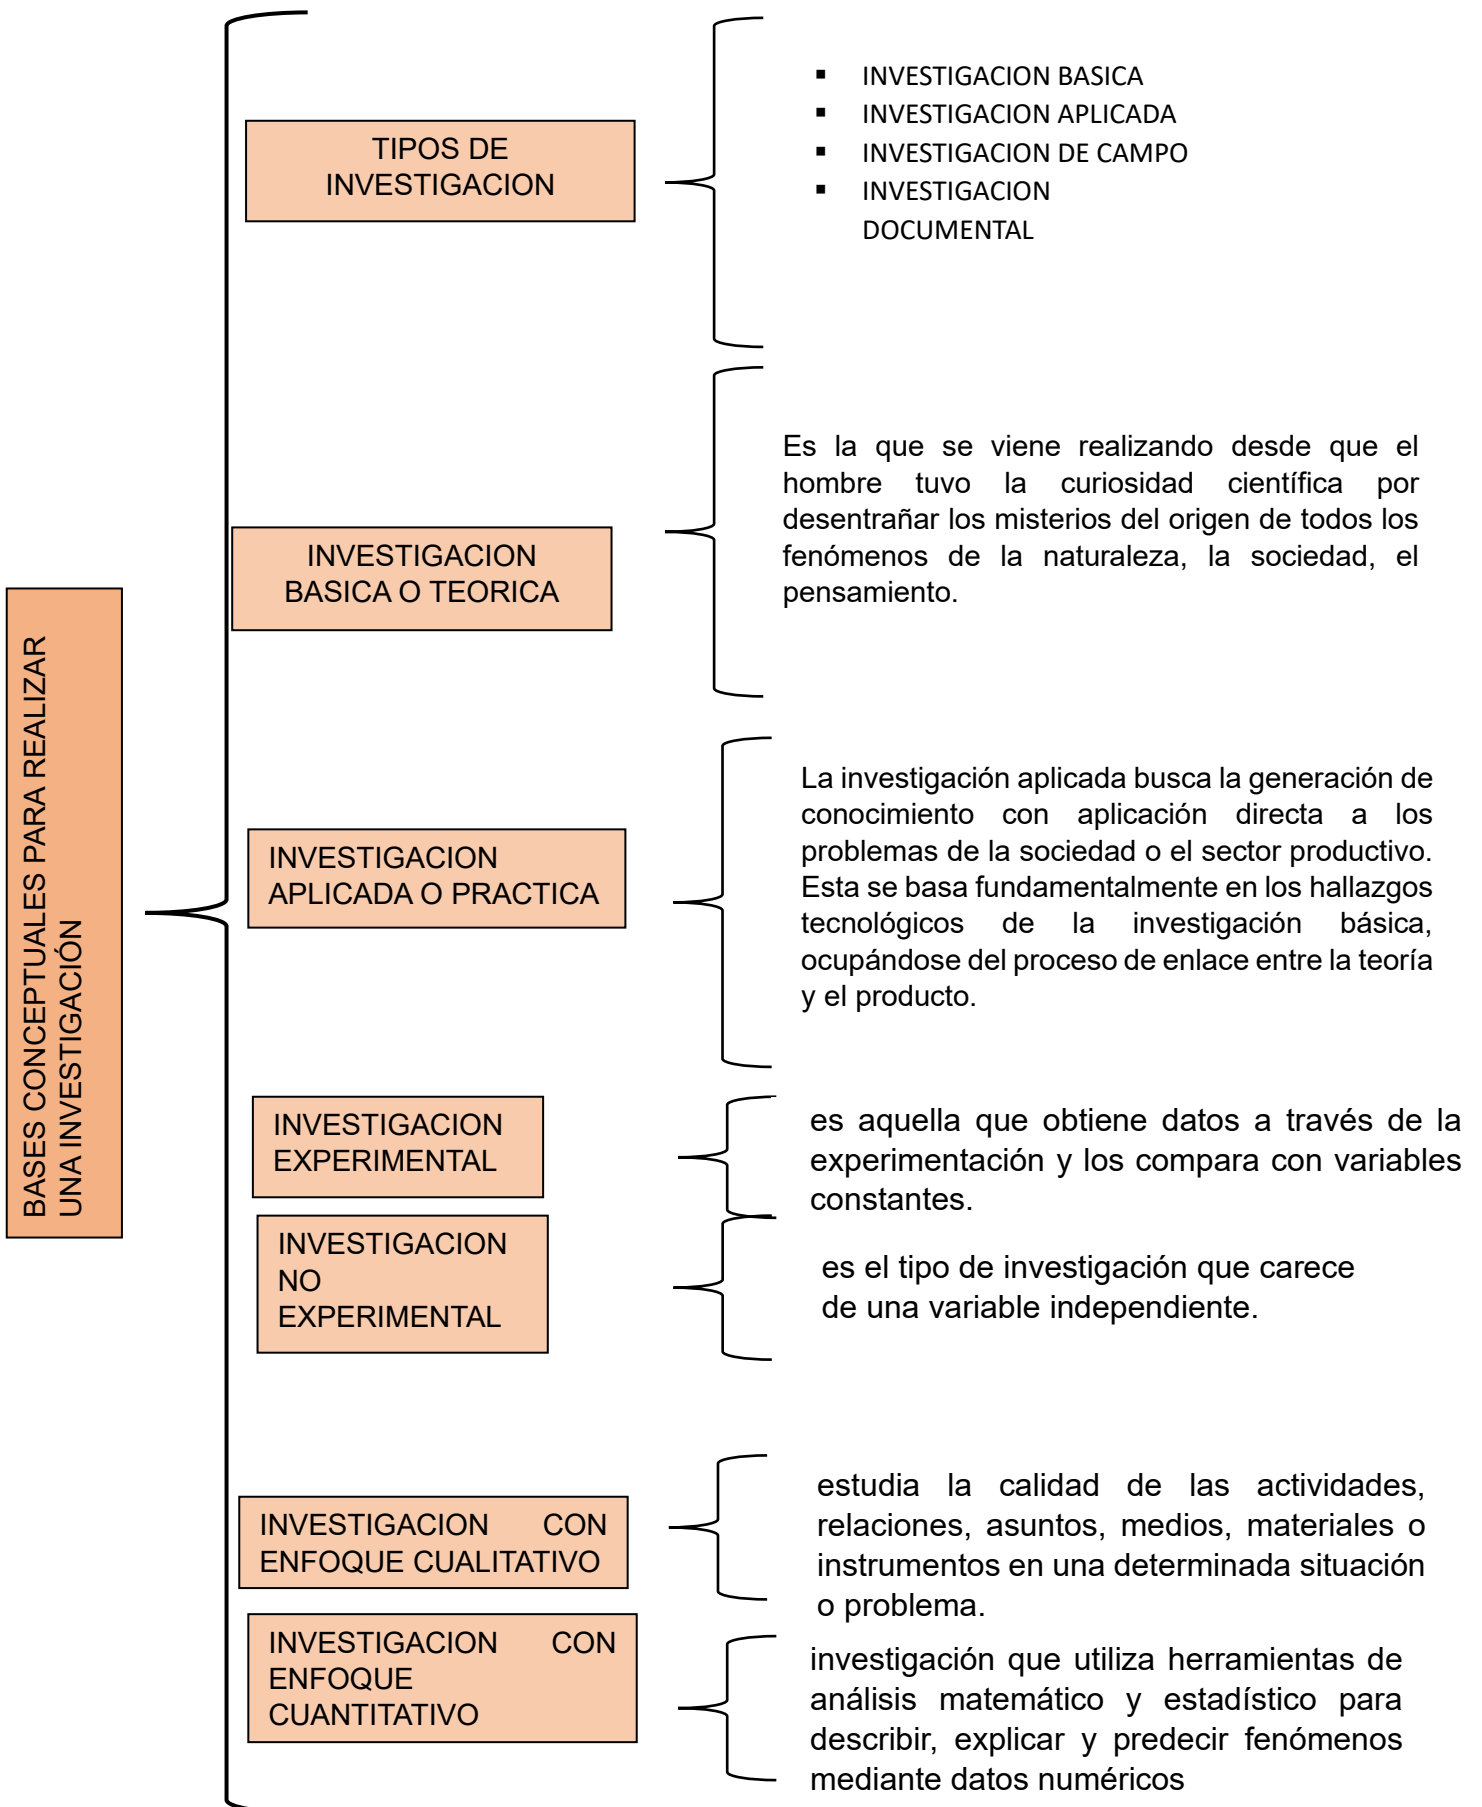 BASES CONCEPTUALES PARA REALIZAR
UNA INVESTIGACIÓN
TIPOS DE
INVESTIGACION
▪ INVESTIGACION BASICA
▪ INVESTIGACION APLICADA
▪ INVESTIGACION DE CAMPO
▪ INVESTIGACION
DOCUMENTAL
INVESTIGACION
BASICA O TEORICA
Es la que se viene realizando desde que el
hombre tuvo la curiosidad científica por
desentrañar los misterios del origen de todos los
fenómenos de la naturaleza, la sociedad, el
pensamiento.
INVESTIGACION
APLICADA O PRACTICA
La investigación aplicada busca la generación de
conocimiento con aplicación directa a los
problemas de la sociedad o el sector productivo.
Esta se basa fundamentalmente en los hallazgos
tecnológicos de la investigación básica,
ocupándose del proceso de enlace entre la teoría
y el producto.
INVESTIGACION
EXPERIMENTAL
es aquella que obtiene datos a través de la
experimentación y los compara con variables
constantes.
INVESTIGACION
NO
EXPERIMENTAL
es el tipo de investigación que carece
de una variable independiente.
INVESTIGACION CON
ENFOQUE CUALITATIVO
estudia la calidad de las actividades,
relaciones, asuntos, medios, materiales o
instrumentos en una determinada situación
o problema.
INVESTIGACION CON
ENFOQUE
CUANTITATIVO
investigación que utiliza herramientas de
análisis matemático y estadístico para
describir, explicar y predecir fenómenos
mediante datos numéricos